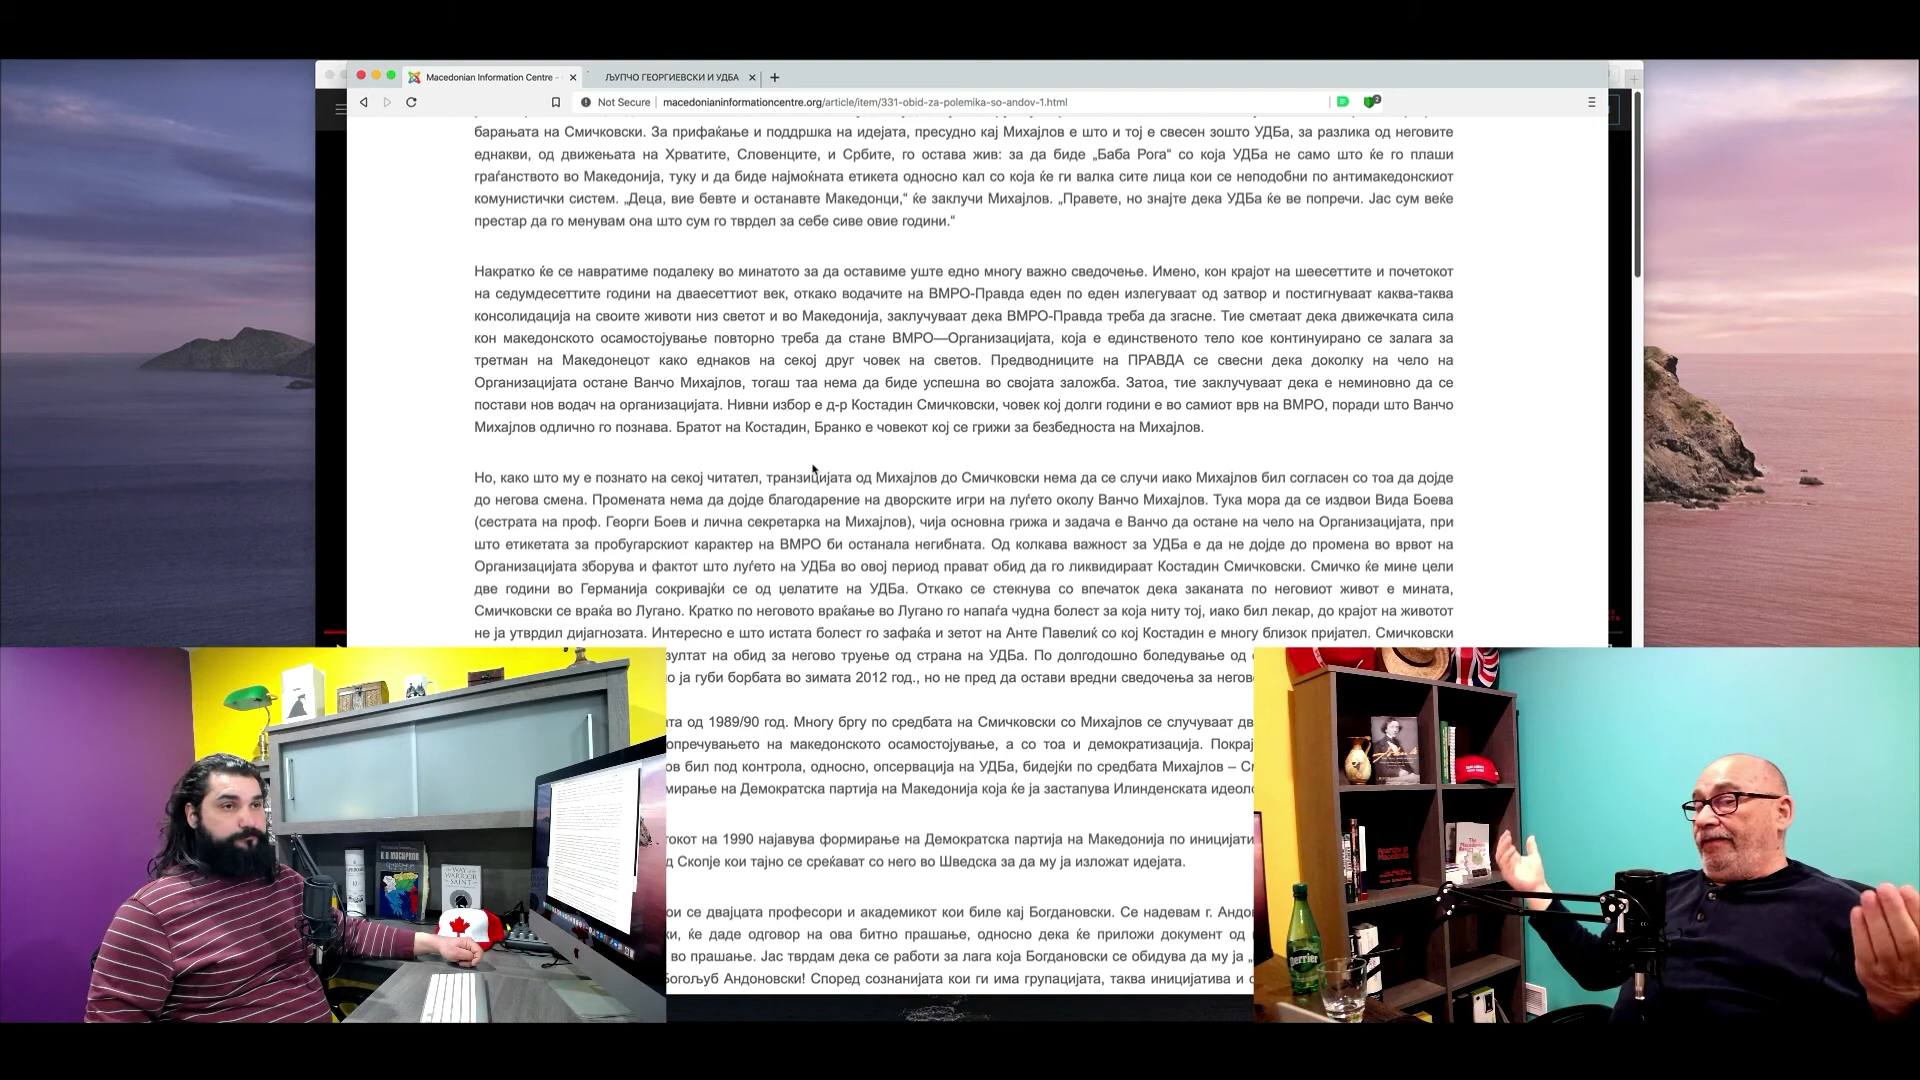 Macedonian Information Centre -
ЉУПЧО ГЕОРГИЕВСКИ И УДБА
Not Secure
macedonianinformationcentre.org/article/item/331-obid-za-polemika-so-andov-1.html
барањата на Смичковски. За прифаќање и поддршка на идејата, пресудно кај Михајлов е што и тој е свесен зошто УДБа, за разлика од неговите
еднакви, од движењата на Хрватите, Словенците, и Србите, го остава жив: за да биде „Баба Рога“ со која УДБа не само што ќе го плаши
граѓанството во Македонија, туку и да биде најмоќната етикета односно кал со која ќе ги валка сите лица кои се неподобни по антимакедонскиот
комунистички систем. „Деца, вие бевте и останавте Македонци,“ ќе заклучи Михајлов. „Правете, но знајте дека УДБа ќе ве попречи. Јас сум веќе
престар да го менувам она што сум го тврдел за себе сиве овие години.“
Накратко ќе се навратиме подалеку во минатото за да оставиме уште едно многу важно сведочење. Имено, кон крајот на шеесеттите и почетокот
на седумдесеттите години на дваесеттиот век, откако водачите на ВМРО-Правда еден по еден излегуваат од затвор и постигнуваат каква-таква
консолидација на своите животи низ светот и во Македонија, заклучуваат дека ВМРО-Правда треба да згасне. Тие сметаат дека движечката сила
кон македонското осамостојување повторно треба да стане ВМРО—Организацијата, која е единственото тело кое континуирано се залага за
третман на Македонецот како еднаков на секој друг човек на светов. Предводниците на ПРАВДА се свесни дека доколку на чело на
Организацијата остане Ванчо Михајлов, тогаш таа нема да биде успешна во својата заложба. Затоа, тие заклучуваат дека е неминовно да се
постави нов водач на организацијата. Нивни избор е д-р Костадин Смичковски, човек кој долги години е во самиот врв на ВМРО, поради што Ванчо
Михајлов одлично го познава. Братот на Костадин, Бранко е човекот кој се грижи за безбедноста на Михајлов.
Но, како што му е познато на секој читател, транзицијата од Михајлов до Смичковски нема да се случи иако Михајлов бил согласен со тоа да дојде
до негова смена. Промената нема да дојде благодарение на дворските игри на луѓето околу Ванчо Михајлов. Тука мора да се издвои Вида Боева
(сестрата на проф. Георги Боев и лична секретарка на Михајлов), чија основна грижа и задача е Ванчо да остане на чело на Организацијата, при
што етикетата за пробугарскиот карактер на ВМРО би останала негибната. Од колкава важност за УДБа е да не дојде до промена во врвот на
Организацијата зборува и фактот што луѓето на УДБа во овој период прават обид да го ликвидираат Костадин Смичковски. Смичко ќе мине цели
две години во Германија сокривајќи се од џелатите на УДБа. Откако се стекнува со впечаток дека заканата по неговиот живот е мината,
Смичковски се враќа во Лугано. Кратко по неговото враќање во Лугано го напаѓа чудна болест за која ниту тој, иако бил лекар, до крајот на животот
не ја утврдил дијагнозата. Интересно е што истата болест го зафаќа и зетот на Анте Павелиќ со кој Костадин е многу близок пријател. Смичковски
зултат на обид за негово труење од страна на УДБа. По долгодошно боледување од
о ја губи борбата во зимата 2012 год., но не пред да остави вредни сведочења за негов
та од 1989/90 год. Многу бргу по средбата на Смичковски со Михајлов се случуваат дв
опречувањето на македонското осамостојување, а со тоа и демократизација. Покрај
ов бил под контрола, односно, опсервација на УДБа, бидејќи по средбата Михајлов – С
мирање на Демократска партија на Македонија која ќе ја застапува Илинденската идеоло
токот на 1990 најавува формирање на Демократска партија на Македонија по иницијати
д Скопје кои тајно се среќават со него во Шведска за да му ја изложат идејата.
ои се двајцата професори и академикот кои биле кај Богдановски. Се надевам г. Андо
ки, ќе даде одговор на ова битно прашање, односно дека ќе приложи документ од
во прашање. Јас тврдам дека се работи за лага која Богдановски се обидува да му ја „
Богољуб Андоновски! Според сознанијата кои ги има групацијата, таква иницијатива и
THE WAY OF THE
WARRIOR
SAINT
Perrier